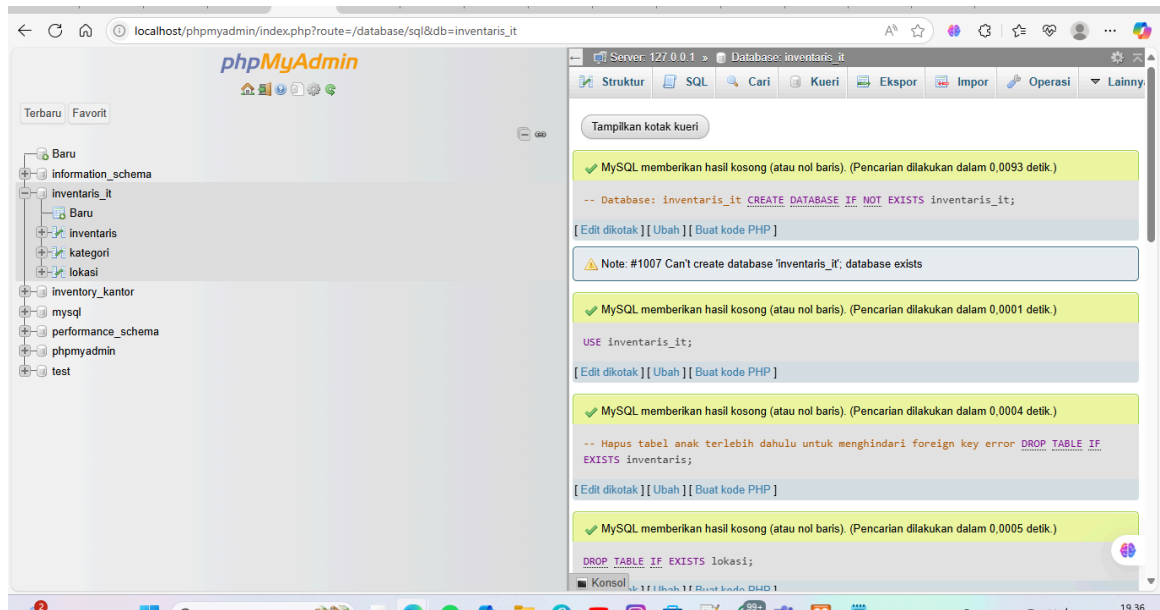 localhost/phpmyadmin/index.php?route=/database/sql&db=inventaris_it
phpMyAdmin
Terbaru Favorit
Baru
information_schema
inventaris_it
Baru
inventaris
kategori
lokasi
inventory_kantor
mysql
performance_schema
phpmyadmin
test
Server: 127.0.0.1 » Database: inventaris_it
Struktur SQL Cari Kueri Ekspor Impor Operasi Lainnya
Tampilkan kotak kueri
MySQL memberikan hasil kosong (atau nol baris). (Pencarian dilakukan dalam 0,0093 detik.)
-- Database: inventaris_it CREATE DATABASE IF NOT EXISTS inventaris_it;
[ Edit dikotak ] [ Ubah ] [ Buat kode PHP ]
Note: #1007 Can't create database 'inventaris_it'; database exists
MySQL memberikan hasil kosong (atau nol baris). (Pencarian dilakukan dalam 0,0001 detik.)
USE inventaris_it;
[ Edit dikotak ] [ Ubah ] [ Buat kode PHP ]
MySQL memberikan hasil kosong (atau nol baris). (Pencarian dilakukan dalam 0,0004 detik.)
-- Hapus tabel anak terlebih dahulu untuk menghindari foreign key error DROP TABLE IF
EXISTS inventaris;
[ Edit dikotak ] [ Ubah ] [ Buat kode PHP ]
MySQL memberikan hasil kosong (atau nol baris). (Pencarian dilakukan dalam 0,0005 detik.)
DROP TABLE IF EXISTS lokasi;
Konsol
2
99+
19.36